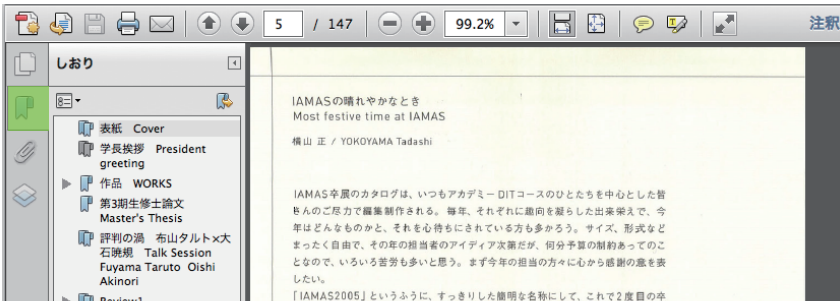 5 / 147
99.2%
注釈
しおり
表紙 Cover
学長挨拶 President
greeting
作品 WORKS
第3期生修士論文
Master's Thesis
評判の渦 布山タルト×大
石暁規 Talk Session
Fuyama Taruto Oishi
Akinori
Review1
IAMASの晴れやかなとき
Most festive time at IAMAS
横山 正 / YOKOYAMA Tadashi
IAMAS卒展のカタログは、いつもアカデミーDITコースのひとたちを中心とした皆
さんのご尽力で編集制作される。毎年、それぞれに趣向を凝らした出来栄えで、今
年はどんなものかと、それを心待ちにされている方も多かろう。サイズ、形式など
まったく自由で、その年の担当者のアイディア次第だが、何分予算の制約あってのこ
となので、いろいろ苦労も多いと思う。まず今年の担当の方々に心から感謝の意を表
したい。
「IAMAS2005」というふうに、すっきりした簡明な名称にして、これで2度目の卒